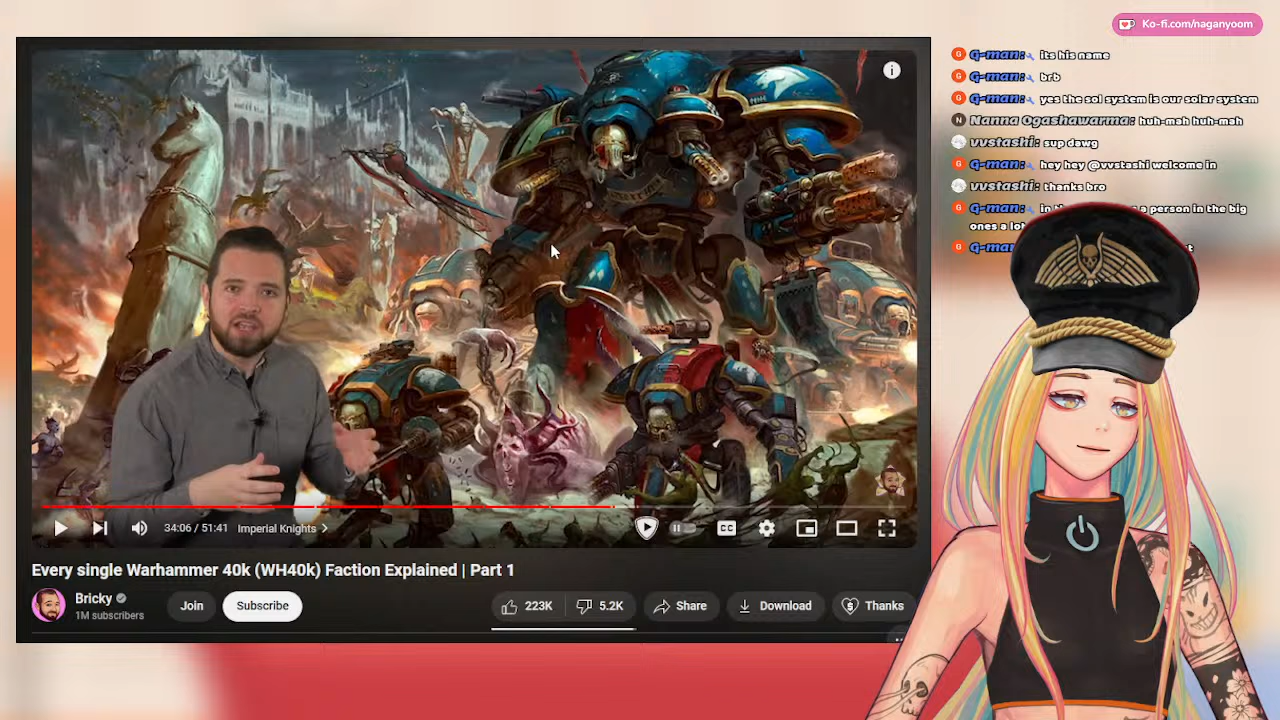 Ko-fi.com/naganyoom
G-man: its his name
G-man: brb
G-man: yes the sol system is our solar system
Nanna Ogashawarma: huh-mah huh-mah
vvstashi: sup dawg
G-man: hey hey @vvstashi welcome in
vvstashi: thanks bro
G-man: in a person in the big
ones a
G-man:
34:06 / 51:41 Imperial Knights
CC
Every single Warhammer 40k (WH40k) Faction Explained | Part 1
Bricky
1M subscribers
Join
Subscribe
223K
5.2K
Share
Download
Thanks